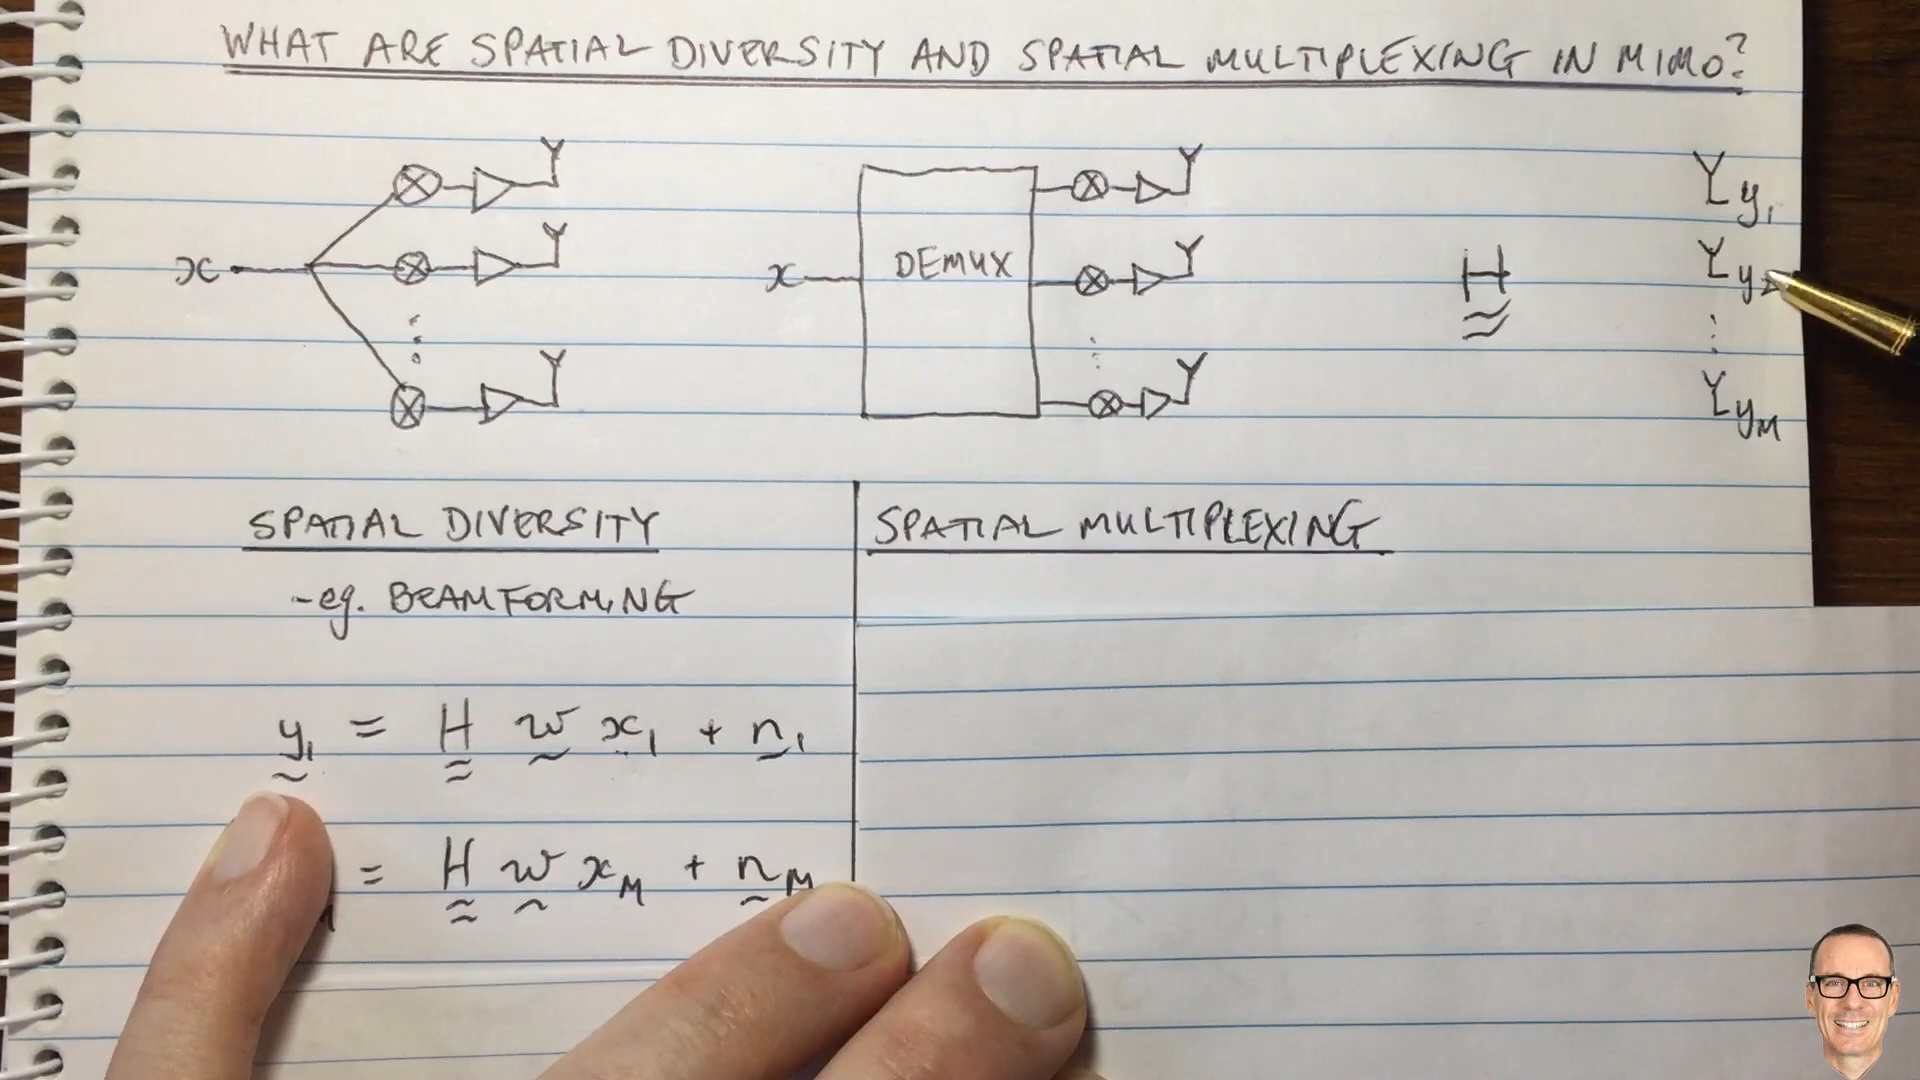 WHAT ARE SPATIAL DIVERSITY AND SPATIAL MULTIPLEXING IN MIMO?
x
x
DEMUX
H
y1
y2
yM
SPATIAL DIVERSITY
-eg. BEAMFORMING
y1 = H w x1 + n1
= H w xM + nM
SPATIAL MULTIPLEXING